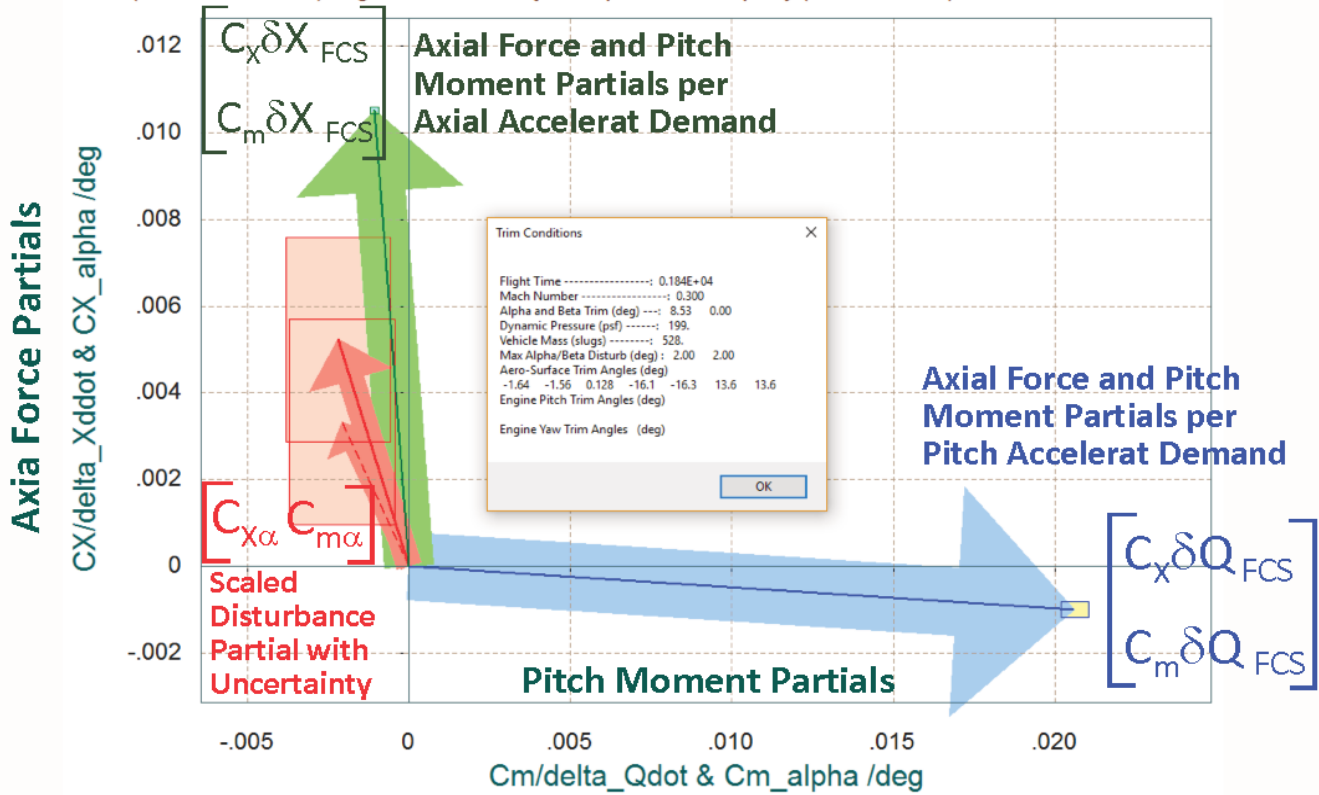 C_XδX FCS
C_mδX FCS
Axial Force and Pitch
Moment Partials per
Axial Accelerat Demand
.012
.010
.008
.006
.004
.002
0
-.002
Axia Force Partials
CX/delta_Xddot & CX_alpha /deg
Trim Conditions
Flight Time -----------------: 0.184E+04
Mach Number -----------------: 0.300
Alpha and Beta Trim (deg) ---: 8.53 0.00
Dynamic Pressure (psf) ------: 199.
Vehicle Mass (slugs) --------: 528.
Max Alpha/Beta Disturb (deg) : 2.00 2.00
Aero-Surface Trim Angles (deg)
-1.64 -1.56 0.128 -16.1 -16.3 13.6 13.6
Engine Pitch Trim Angles (deg)
Engine Yaw Trim Angles (deg)
OK
Axial Force and Pitch
Moment Partials per
Pitch Accelerat Demand
C_Xα C_mα
Scaled
Disturbance
Partial with
Uncertainty
C_XδQ FCS
C_mδQ FCS
Pitch Moment Partials
-.005 0 .005 .010 .015 .020
Cm/delta_Qdot & Cm_alpha /deg